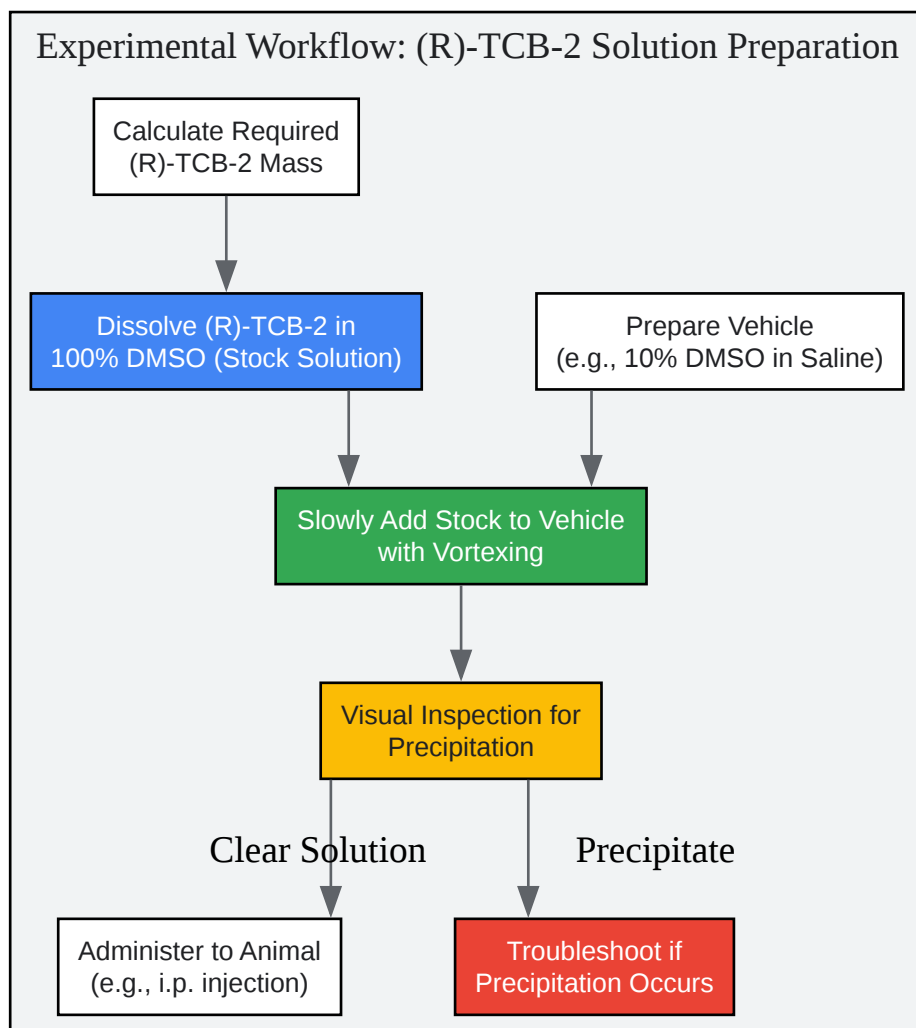 Experimental Workflow: (R)-TCB-2 Solution Preparation
Calculate Required
(R)-TCB-2 Mass
Dissolve (R)-TCB-2 in
100% DMSO (Stock Solution)
Prepare Vehicle
(e.g., 10% DMSO in Saline)
Slowly Add Stock to Vehicle
with Vortexing
Visual Inspection for
Precipitation
Clear Solution
Precipitate
Administer to Animal
(e.g., i.p. injection)
Troubleshoot if
Precipitation Occurs